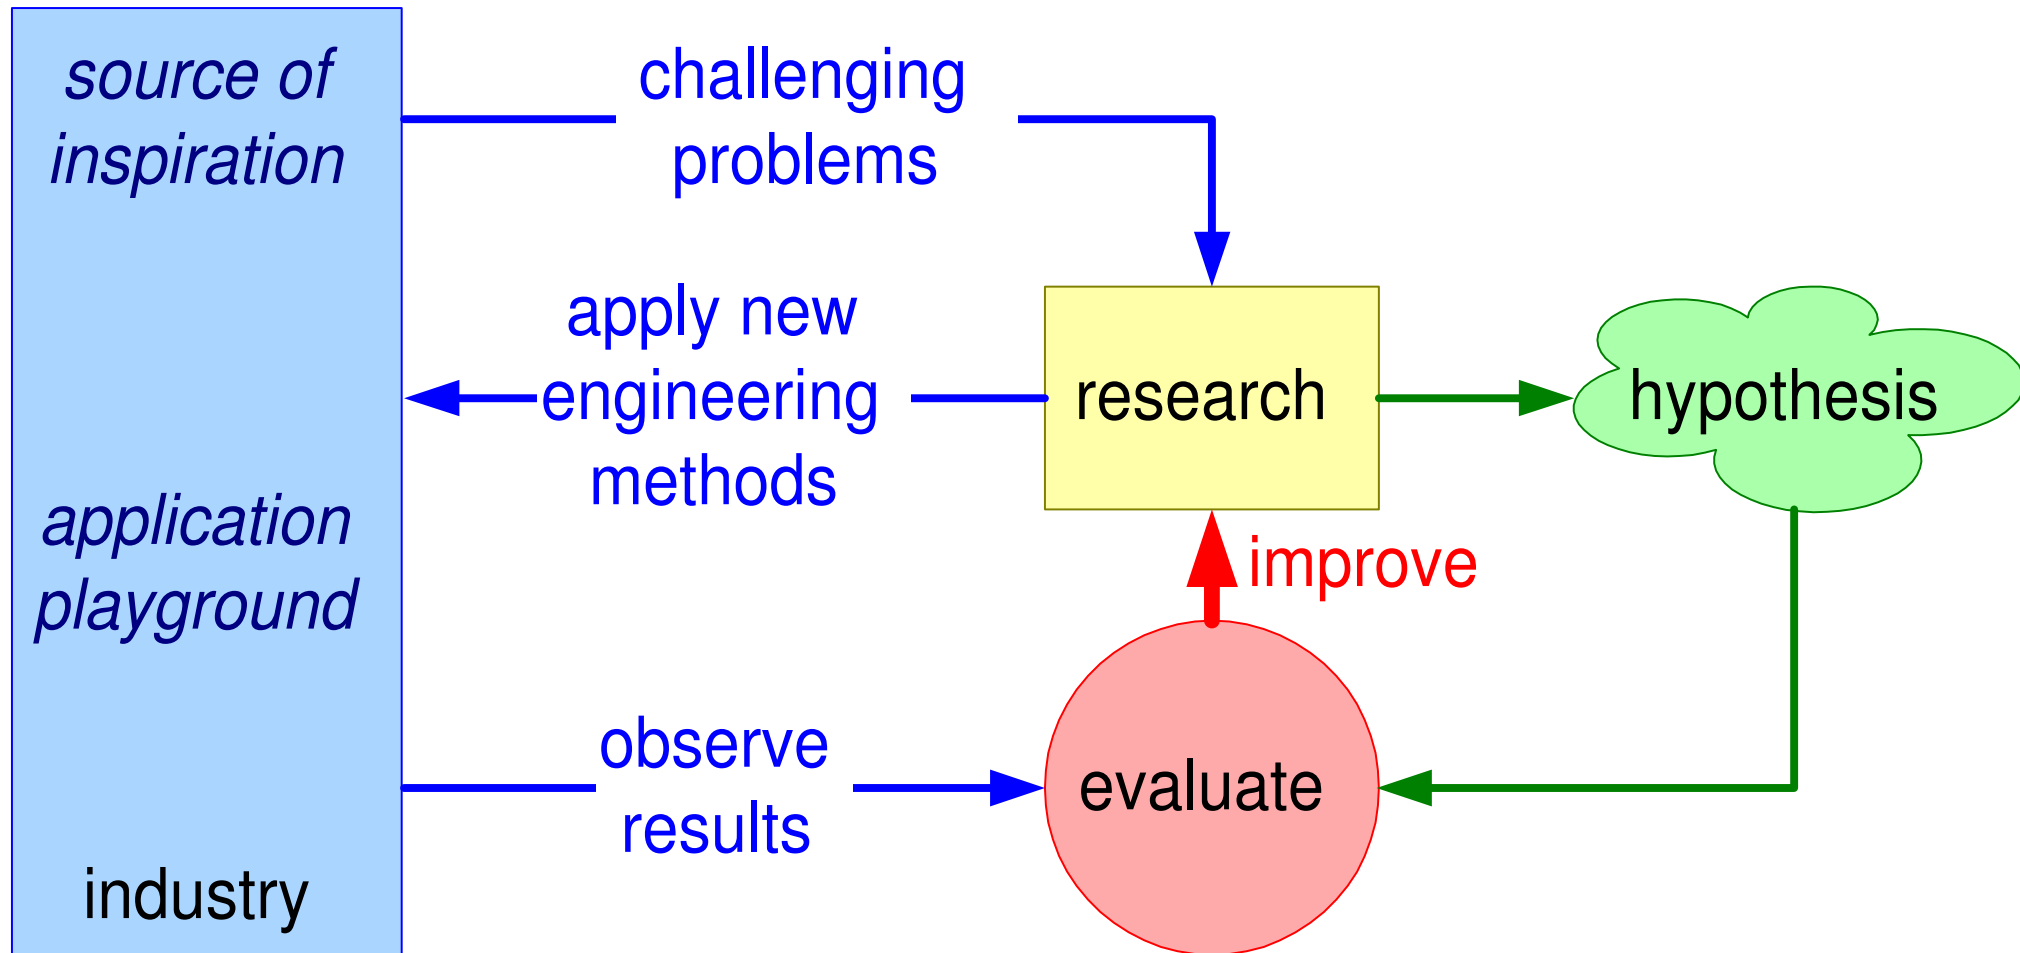 source of
inspiration
application
playground
industry
challenging
problems
apply new
engineering
methods
observe
results
research
improve
evaluate
hypothesis